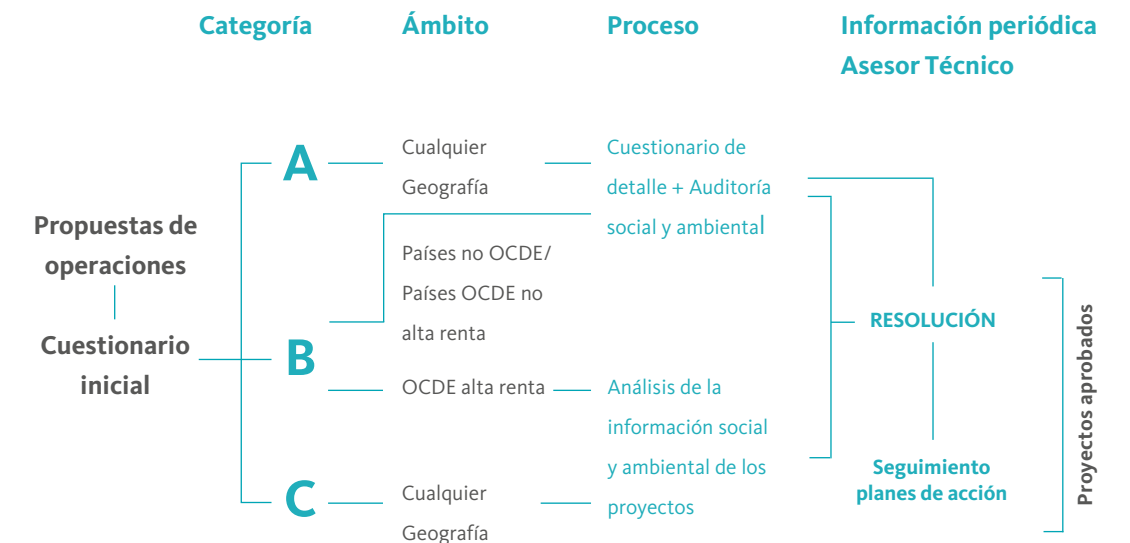 Categoría
Ámbito
Proceso
Información periódica
Asesor Técnico
Propuestas de
operaciones
Cuestionario
inicial
A
Cualquier
Geografía
Cuestionario de
detalle + Auditoría
social y ambiental
B
Países no OCDE/
Países OCDE no
alta renta
OCDE alta renta
Análisis de la
información social
y ambiental de los
proyectos
C
Cualquier
Geografía
RESOLUCIÓN
Seguimiento
planes de acción
Proyectos aprobados